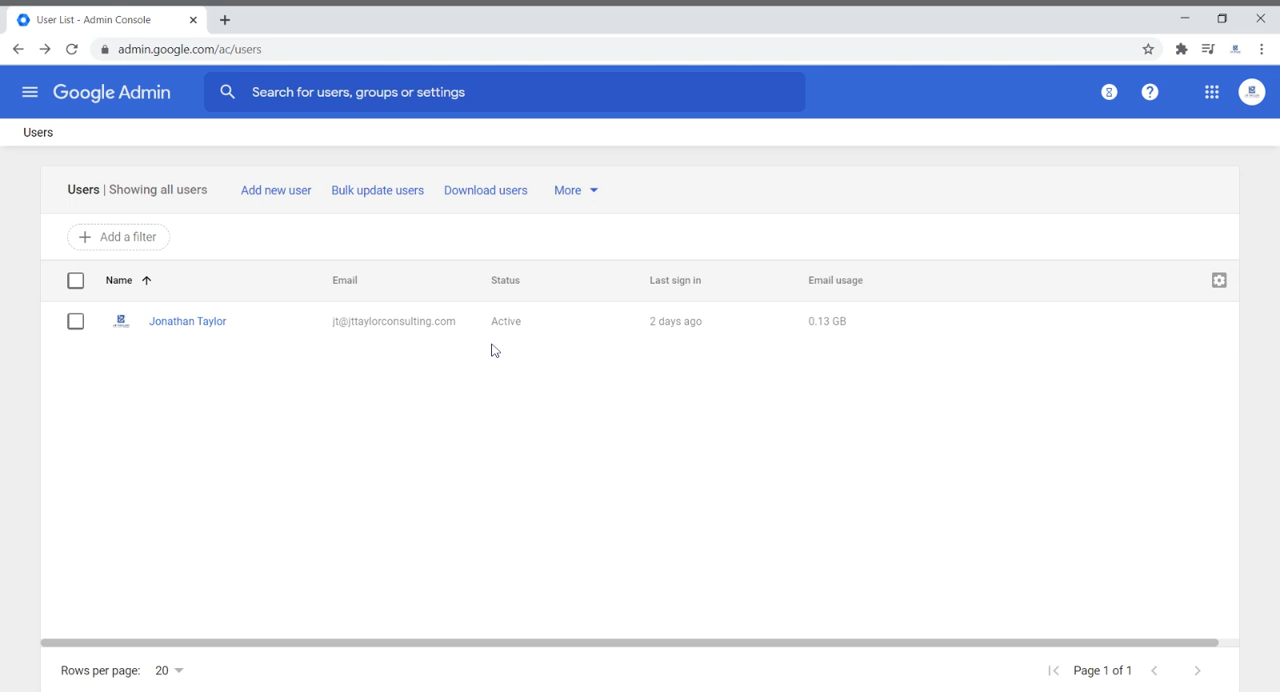 User List - Admin Console
admin.google.com/ac/users
Google Admin
Search for users, groups or settings
Users
Users | Showing all users
Add new user
Bulk update users
Download users
More
Add a filter
Name
Email
Status
Last sign in
Email usage
Jonathan Taylor
jt@jttaylorconsulting.com
Active
2 days ago
0.13 GB
Rows per page: 20
Page 1 of 1